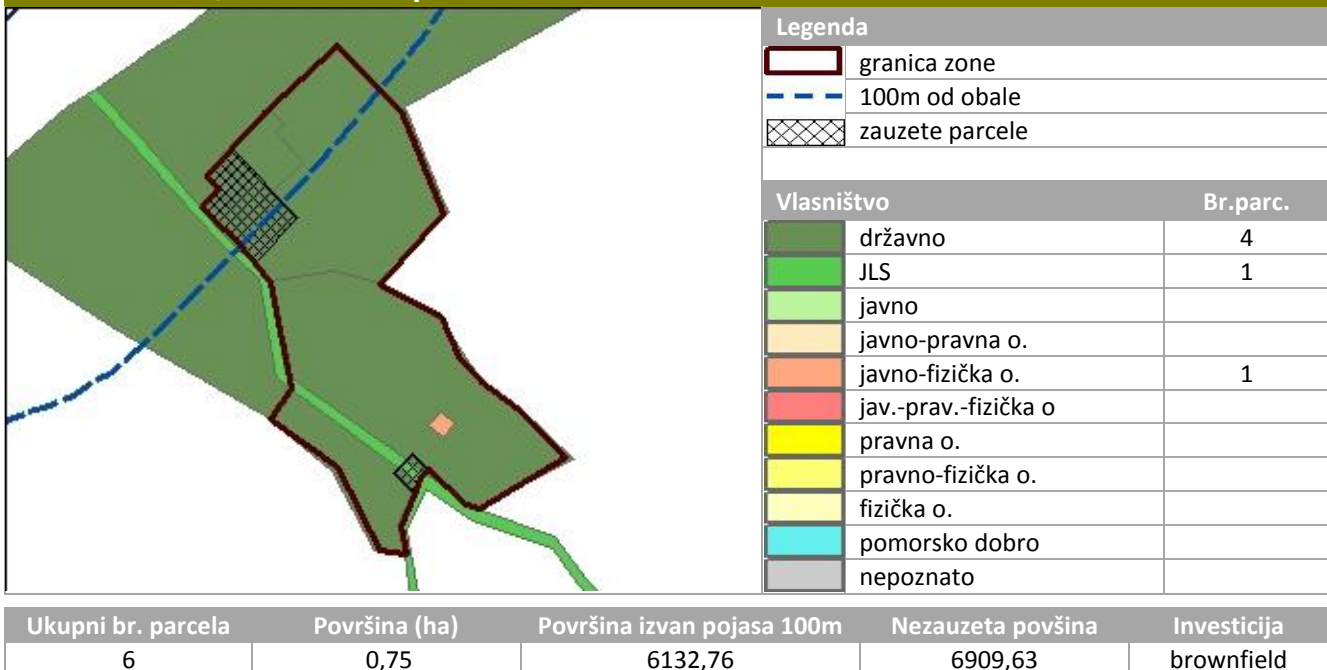 Legenda
granica zone
100m od obale
zauzete parcele
Vlasništvo Br.parc.
državno 4
JLS 1
javno
javno-pravna o.
javno-fizička o. 1
jav.-prav.-fizička o
pravna o.
pravno-fizička o.
fizička o.
pomorsko dobro
nepoznato
Ukupni br. parcela Površina (ha) Površina izvan pojasa 100m Nezauzeta povšina Investicija
6 0,75 6132,76 6909,63 brownfield